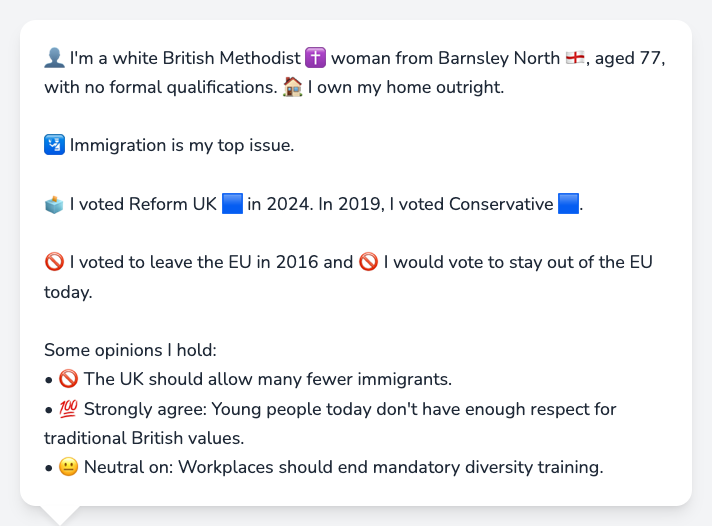 👤 I'm a white British Methodist ✝️ woman from Barnsley North 🏴󠁧󠁢󠁥󠁮󠁧󠁿, aged 77,
with no formal qualifications. 🏠 I own my home outright.
🛂 Immigration is my top issue.
🗳️ I voted Reform UK 🟦 in 2024. In 2019, I voted Conservative 🟦.
🚫 I voted to leave the EU in 2016 and 🚫 I would vote to stay out of the EU
today.
Some opinions I hold:
• 🚫 The UK should allow many fewer immigrants.
• 💯 Strongly agree: Young people today don't have enough respect for
traditional British values.
• 😐 Neutral on: Workplaces should end mandatory diversity training.